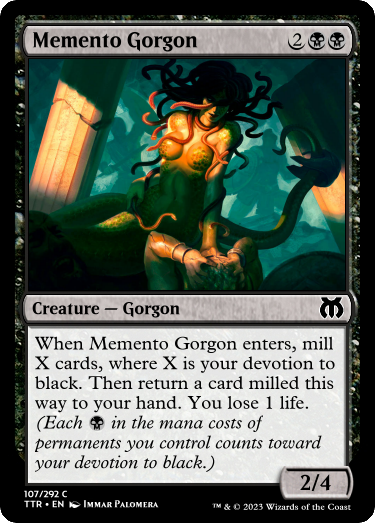 Memento Gorgon 2
Creature — Gorgon
When Memento Gorgon enters, mill
X cards, where X is your devotion to
black. Then return a card milled this
way to your hand. You lose 1 life.
(Each in the mana costs of
permanents you control counts toward
your devotion to black.)
2/4
107/292 C
TTR • EN Immar Palomera
™ & © 2023 Wizards of the Coast